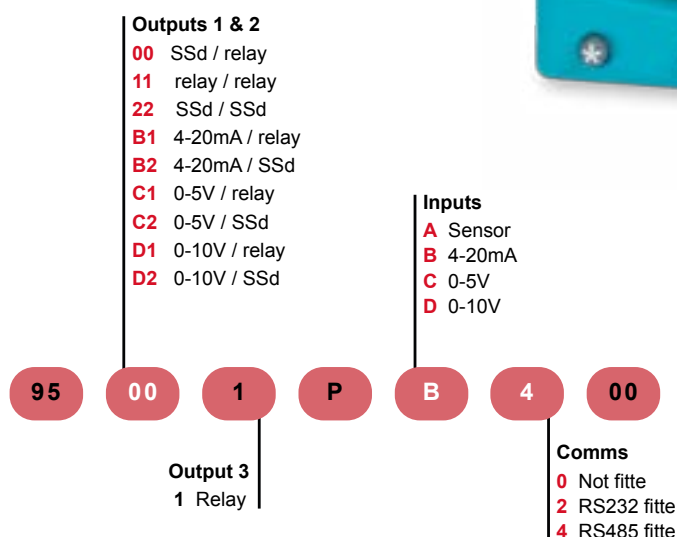 Outputs 1 & 2
00 SSd / relay
11 relay / relay
22 SSd / SSd
B1 4-20mA / relay
B2 4-20mA / SSd
C1 0-5V / relay
C2 0-5V / SSd
D1 0-10V / relay
D2 0-10V / SSd
Inputs
A Sensor
B 4-20mA
C 0-5V
D 0-10V
95 00 1 P B 4 00
Output 3
1 Relay
Comms
0 Not fitte
2 RS232 fitte
4 RS485 fitte